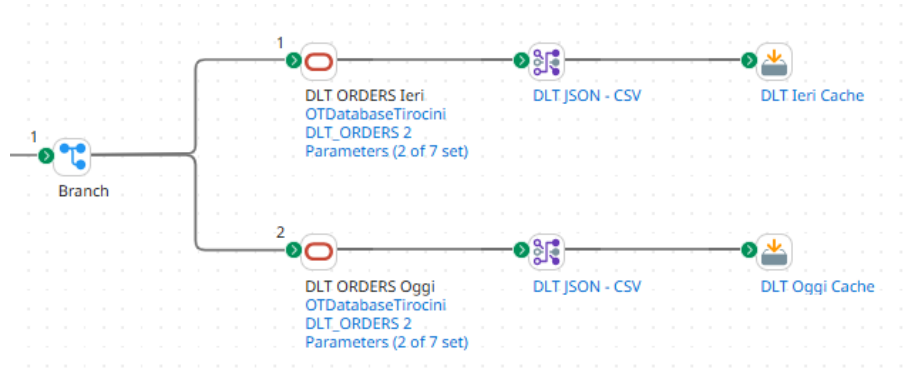 1
DLT ORDERS Ieri
OTDatabaseTirocini
DLT_ORDERS 2
Parameters (2 of 7 set)
DLT JSON - CSV
DLT Ieri Cache
1
Branch
2
DLT ORDERS Oggi
OTDatabaseTirocini
DLT_ORDERS 2
Parameters (2 of 7 set)
DLT JSON - CSV
DLT Oggi Cache